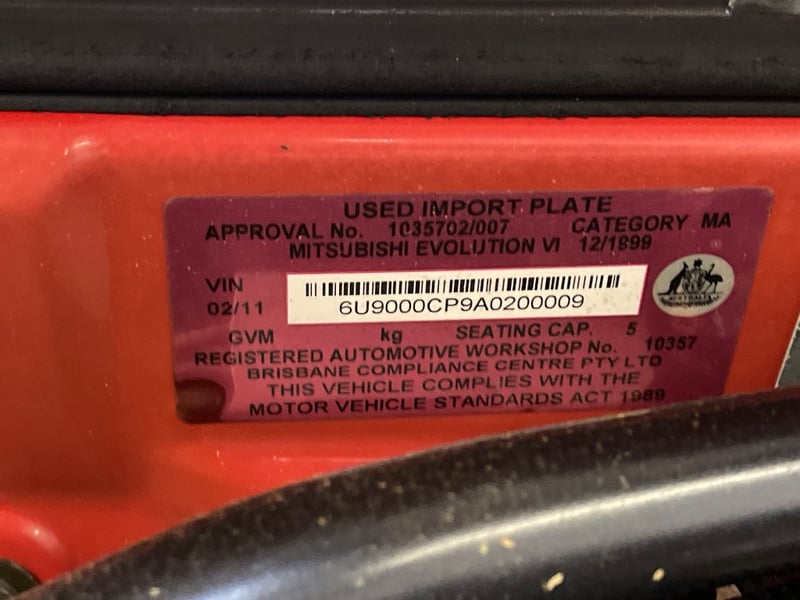 USED IMPORT PLATE
APPROVAL No. 1035702/007 CATEGORY MA
MITSUBISHI EVOLUTION VI 12/1999
VIN
02/11
6U9000CP9A0200009
AUSTRALIA
GVM kg SEATING CAP. 5
REGISTERED AUTOMOTIVE WORKSHOP No. 10357
BRISBANE COMPLIANCE CENTRE PTY LTD
THIS VEHICLE COMPLIES WITH THE
MOTOR VEHICLE STANDARDS ACT 1989